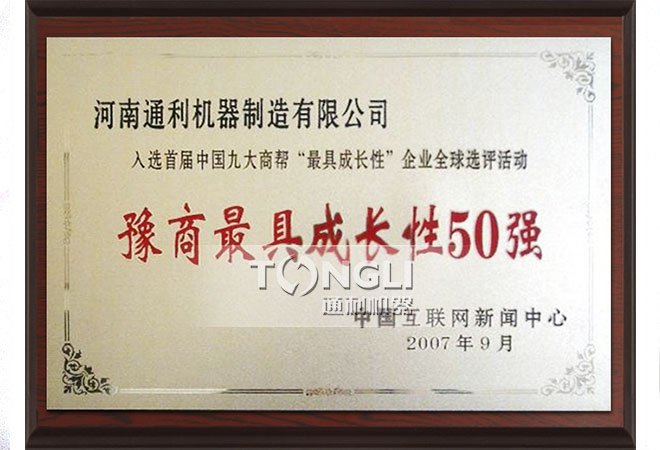 河南通利机器制造有限公司
入选首届中国九大商帮“最具成长性”企业全球选评活动
豫商最具成长性50强
TONGLI
通利机器
中国互联网新闻中心
2007年9月